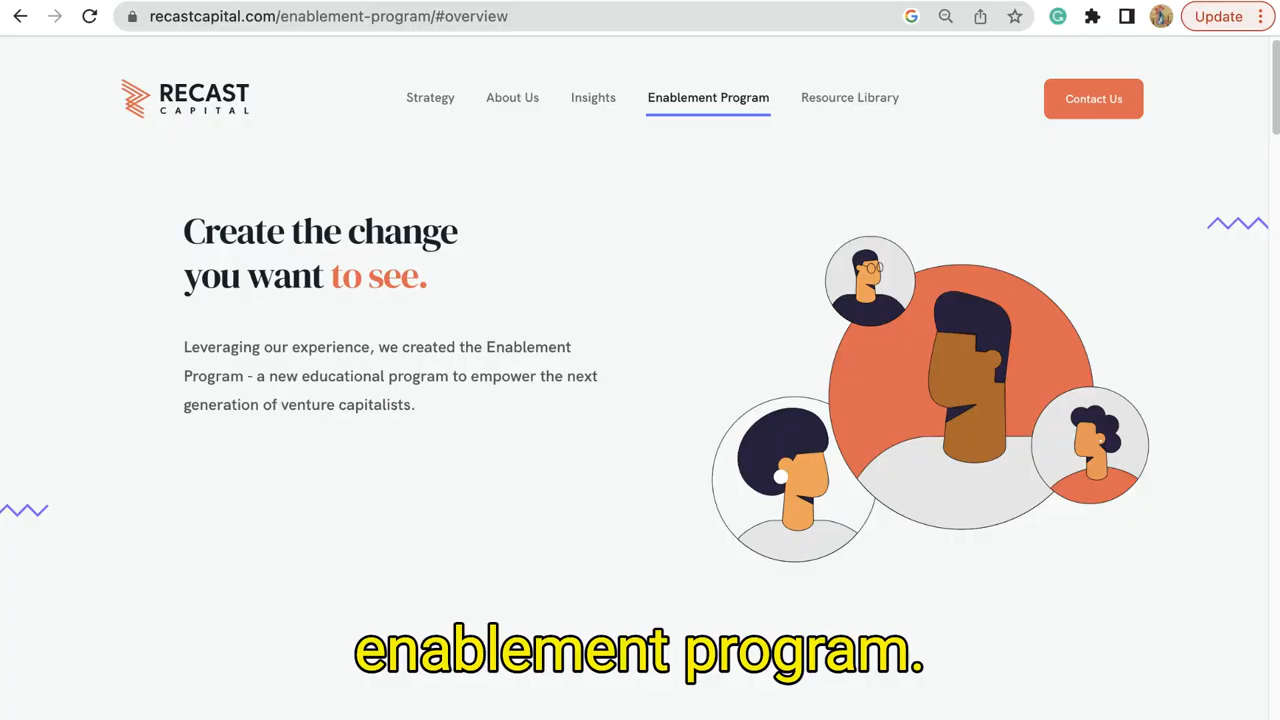 recastcapital.com/enablement-program/#overview
Update
RECAST
CAPITAL
Strategy
About Us
Insights
Enablement Program
Resource Library
Contact Us
Create the change
you want to see.
Leveraging our experience, we created the Enablement
Program - a new educational program to empower the next
generation of venture capitalists.
enablement program.